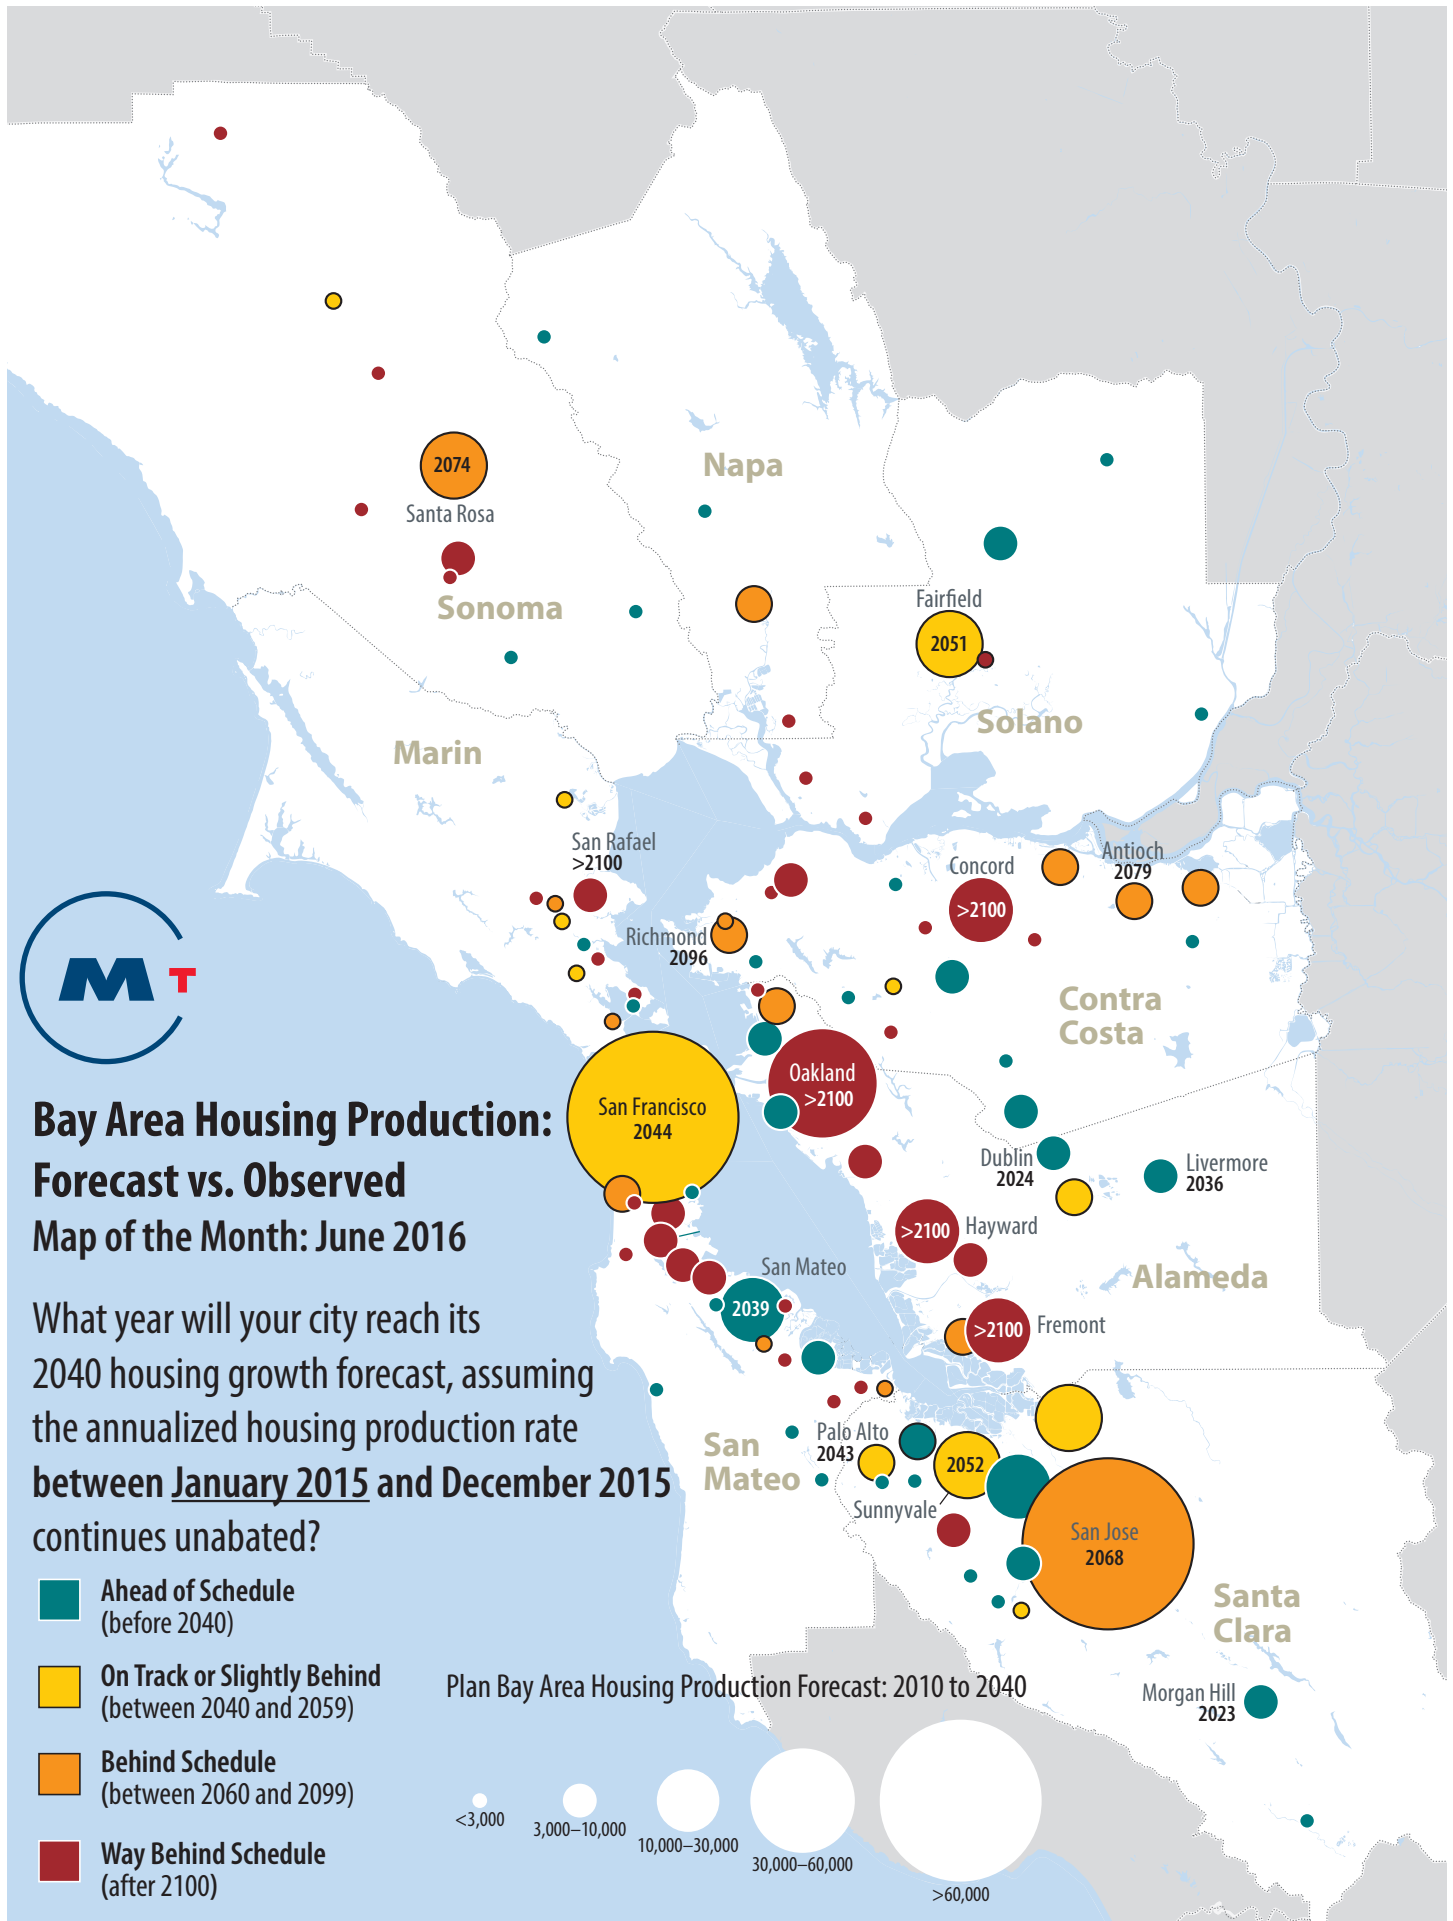 Napa
2074
Santa Rosa
Sonoma
Fairfield
2051
Solano
Marin
San Rafael
>2100
Concord
>2100
Antioch
2079
Richmond
2096
Contra
Costa
M T
Oakland
>2100
San Francisco
2044
Dublin
2024
Livermore
2036
>2100
Hayward
Alameda
San Mateo
2039
>2100
Fremont
Palo Alto
2043
San
Mateo
2052
Sunnyvale
San Jose
2068
Santa
Clara
Morgan Hill
2023
Bay Area Housing Production:
Forecast vs. Observed
Map of the Month: June 2016
What year will your city reach its
2040 housing growth forecast, assuming
the annualized housing production rate
between January 2015 and December 2015
continues unabated?
Ahead of Schedule
(before 2040)
On Track or Slightly Behind
(between 2040 and 2059)
Behind Schedule
(between 2060 and 2099)
Way Behind Schedule
(after 2100)
Plan Bay Area Housing Production Forecast: 2010 to 2040
<3,000
3,000–10,000
10,000–30,000
30,000–60,000
>60,000